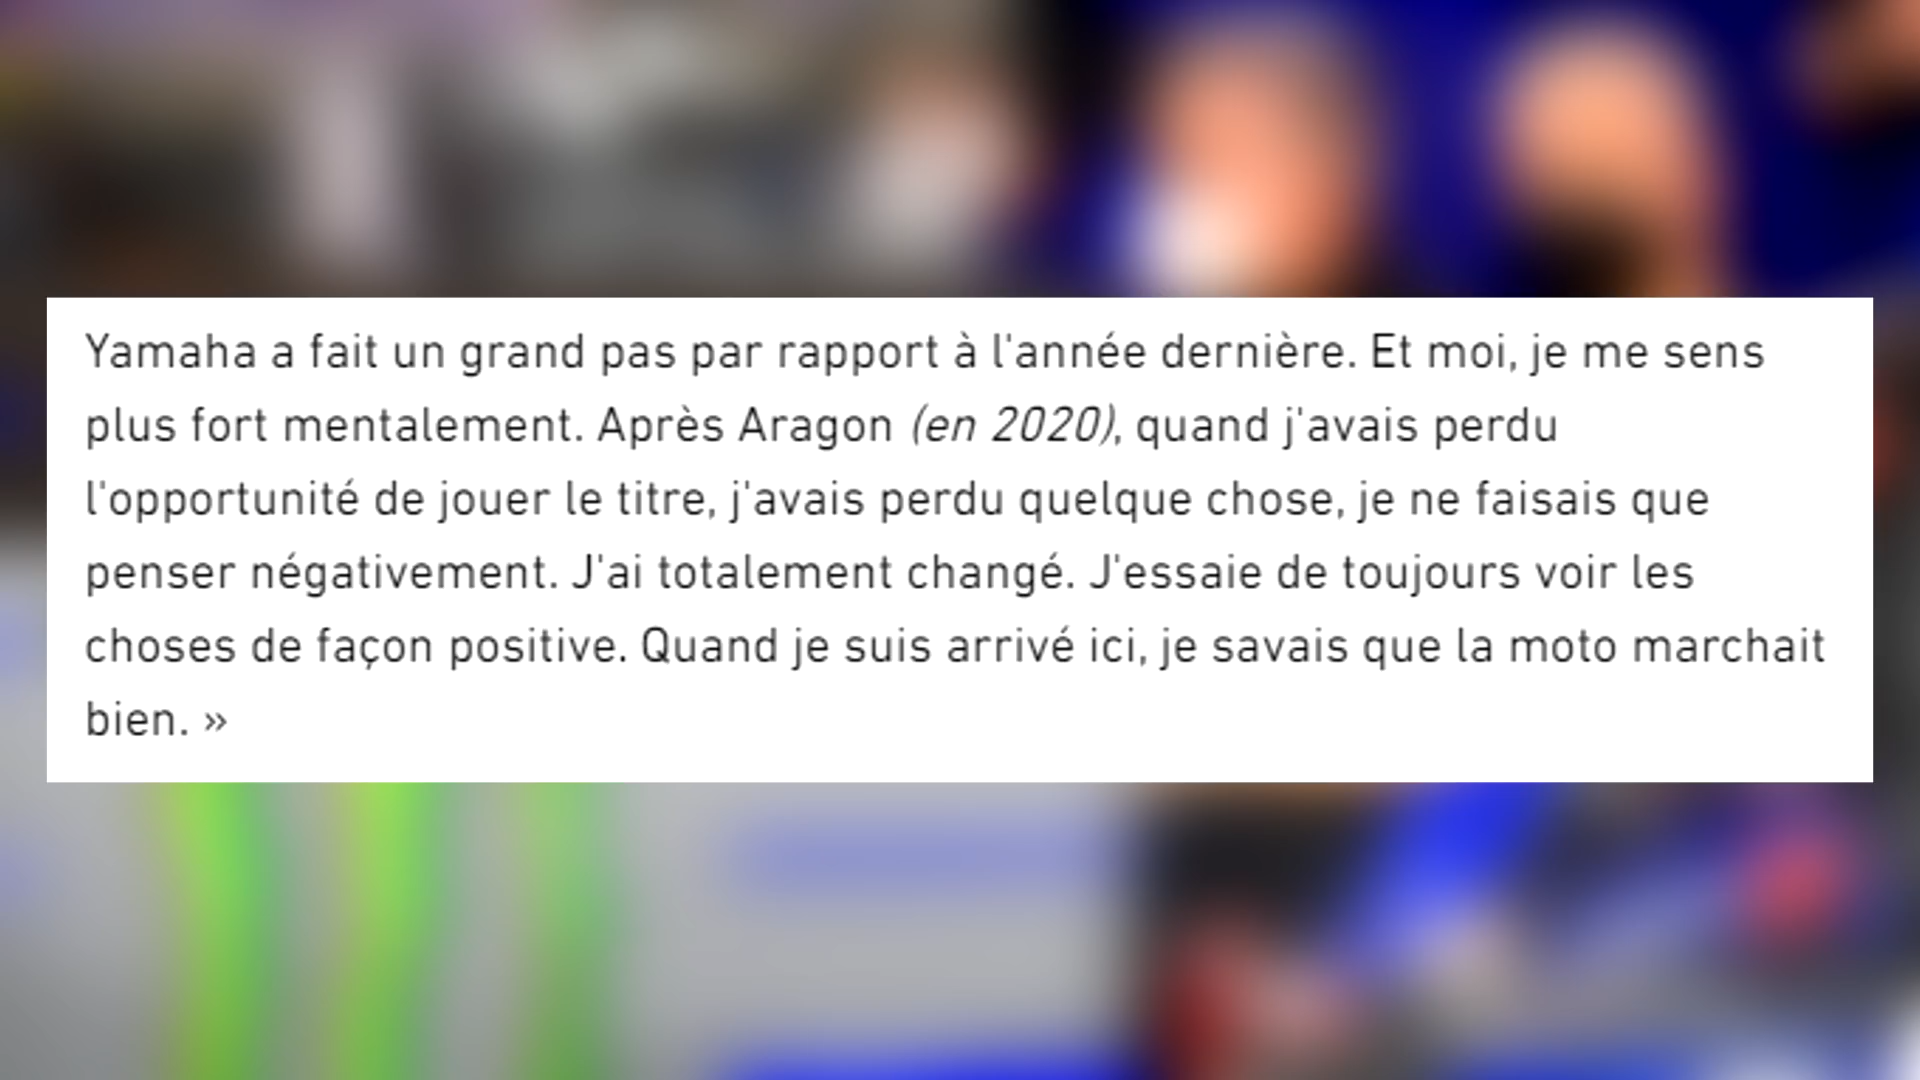 Yamaha a fait un grand pas par rapport à l'année dernière. Et moi, je me sens
plus fort mentalement. Après Aragon (en 2020), quand j'avais perdu
l'opportunité de jouer le titre, j'avais perdu quelque chose, je ne faisais que
penser négativement. J'ai totalement changé. J'essaie de toujours voir les
choses de façon positive. Quand je suis arrivé ici, je savais que la moto marchait
bien. »